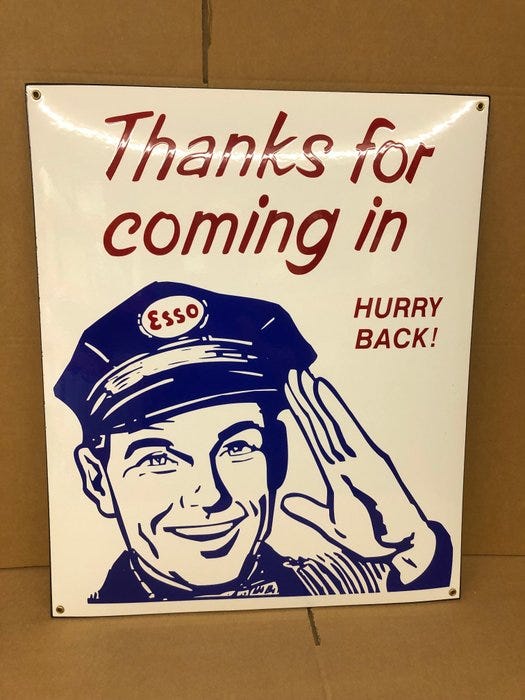 Thanks for
coming in
HURRY
BACK!
Esso